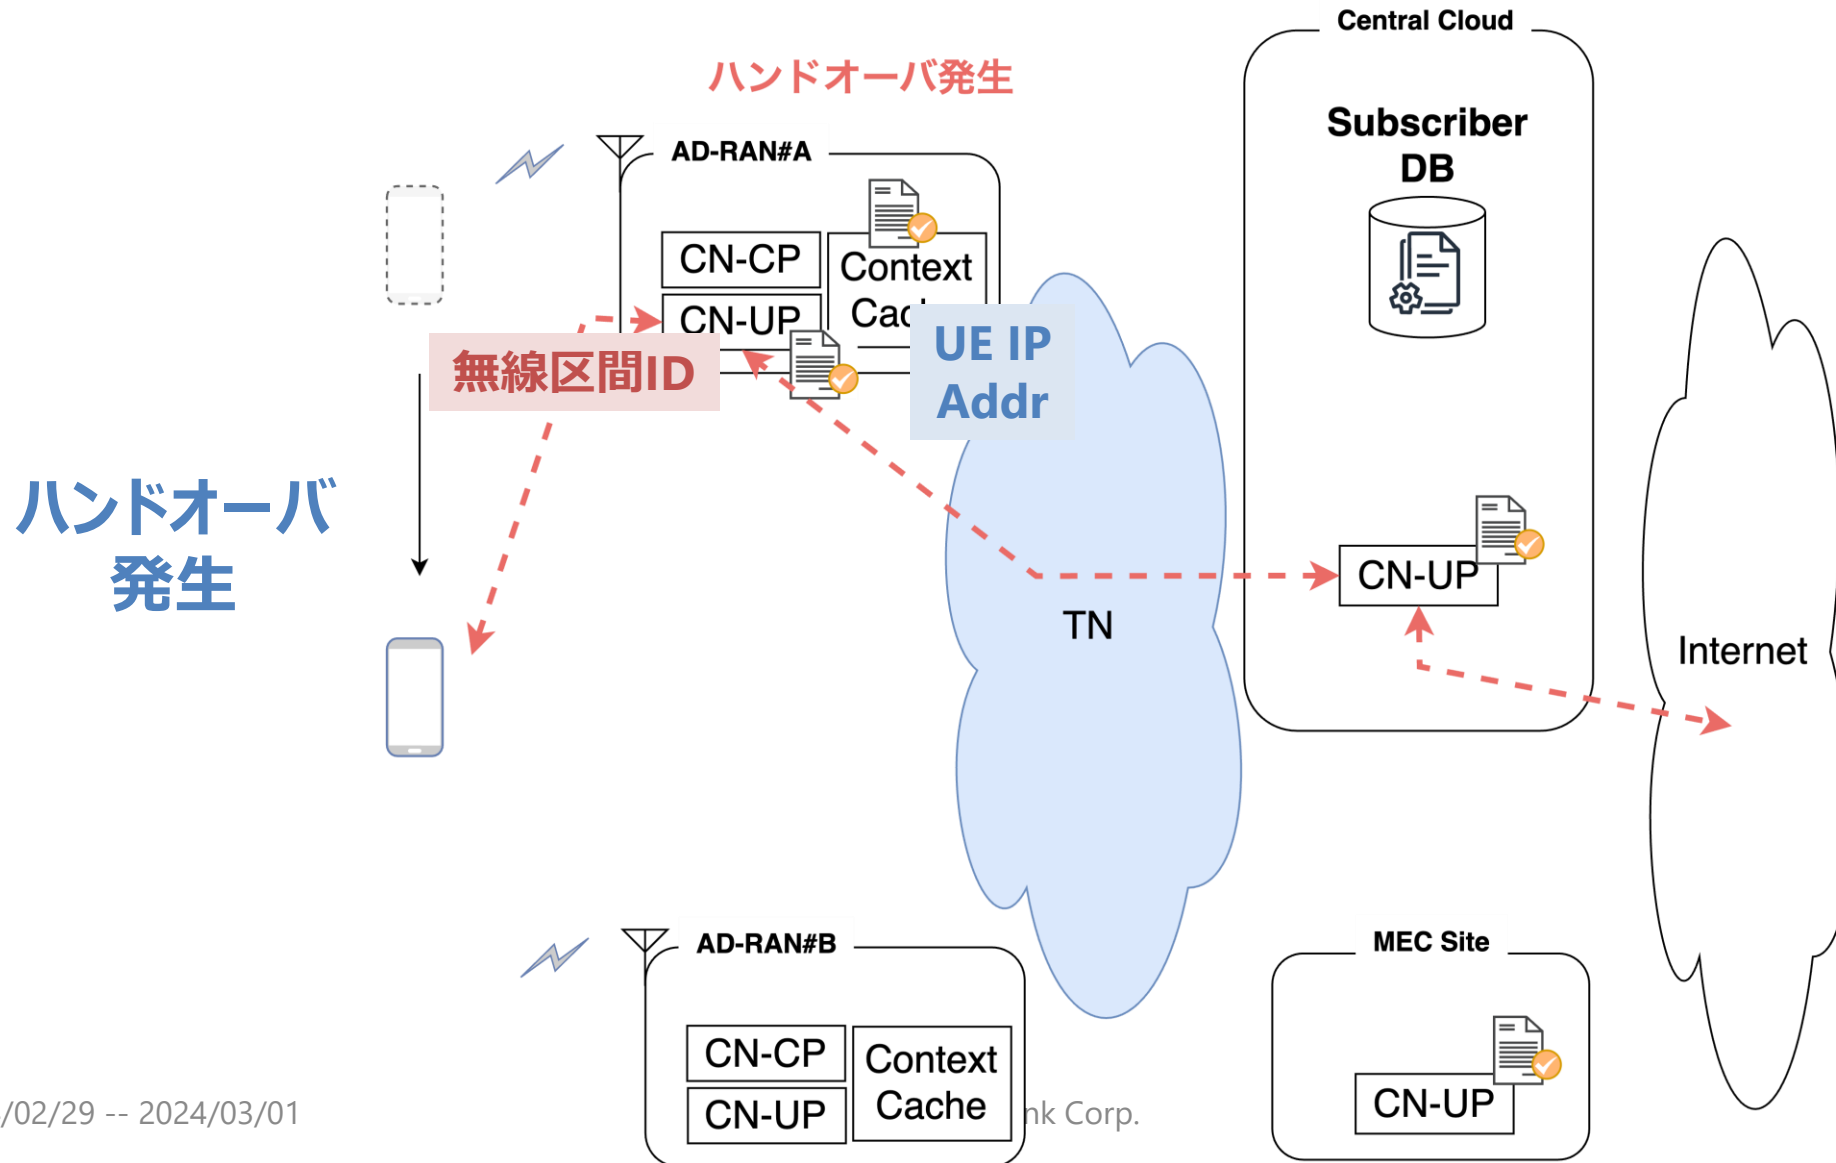 Central Cloud
ハンドオーバ発生
Subscriber
DB
AD-RAN#A
CN-CP
Context
CN-UP
UE IP
Addr
無線区間ID
ハンドオーバ
発生
CN-UP
TN
Internet
AD-RAN#B
MEC Site
CN-CP
Context
Cache
CN-UP
CN-UP
/02/29 -- 2024/03/01
nk Corp.